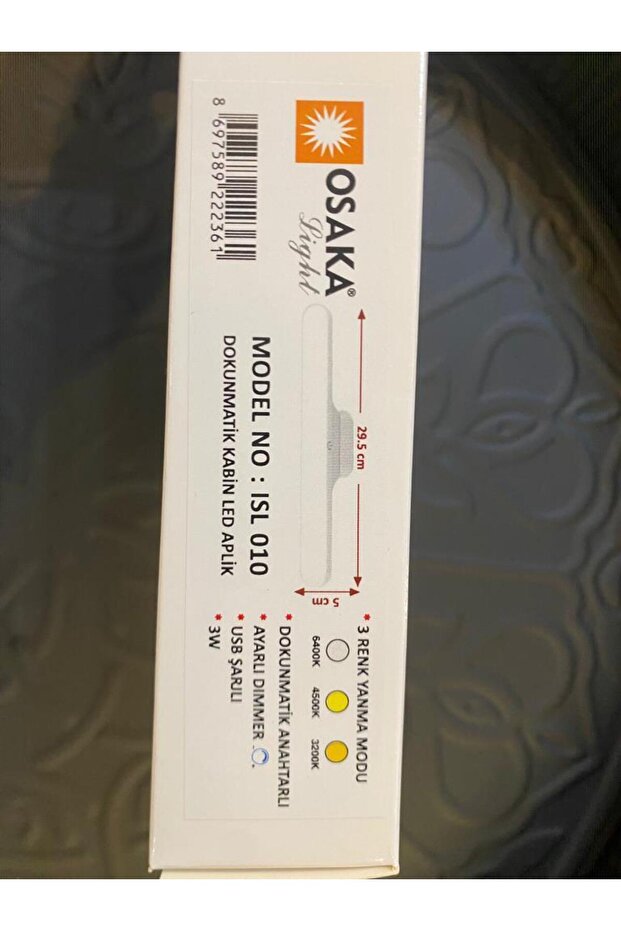 OSAKA®
Light
8 697589 222361
29.5 cm
5 cm
MODEL NO : ISL 010
DOKUNMATİK KABİN LED APLİK
* 3 RENK YANMA MODU
6400K 4500K 3200K
* DOKUNMATİK ANAHTARLI
* AYARLI DIMMER
* USB ŞARJLI
* 3W